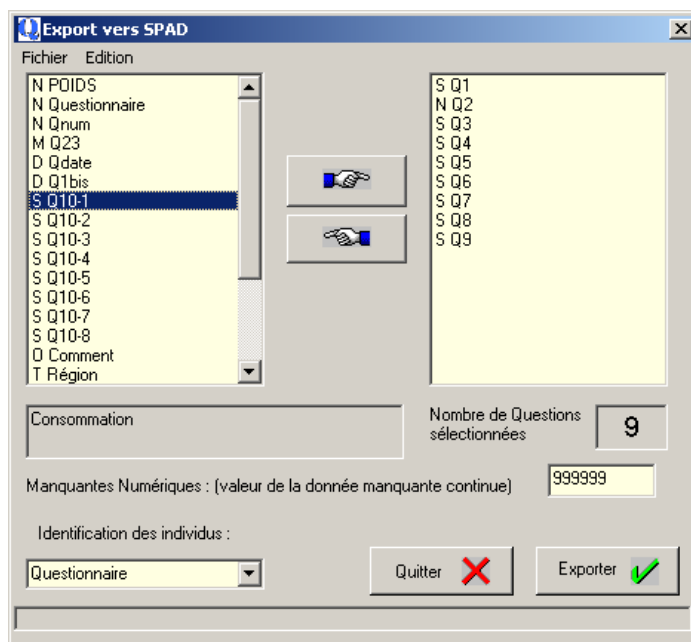 Export vers SPAD
Fichier Edition
N POIDS
N Questionnaire
N Qnum
M Q23
D Qdate
D Q1bis
S Q10-1
S Q10-2
S Q10-3
S Q10-4
S Q10-5
S Q10-6
S Q10-7
S Q10-8
O Comment
T Région
S Q1
N Q2
S Q3
S Q4
S Q5
S Q6
S Q7
S Q8
S Q9
Consommation
Nombre de Questions
sélectionnées
9
Manquantes Numériques : (valeur de la donnée manquante continue)
999999
Identification des individus :
Questionnaire
Quitter
Exporter